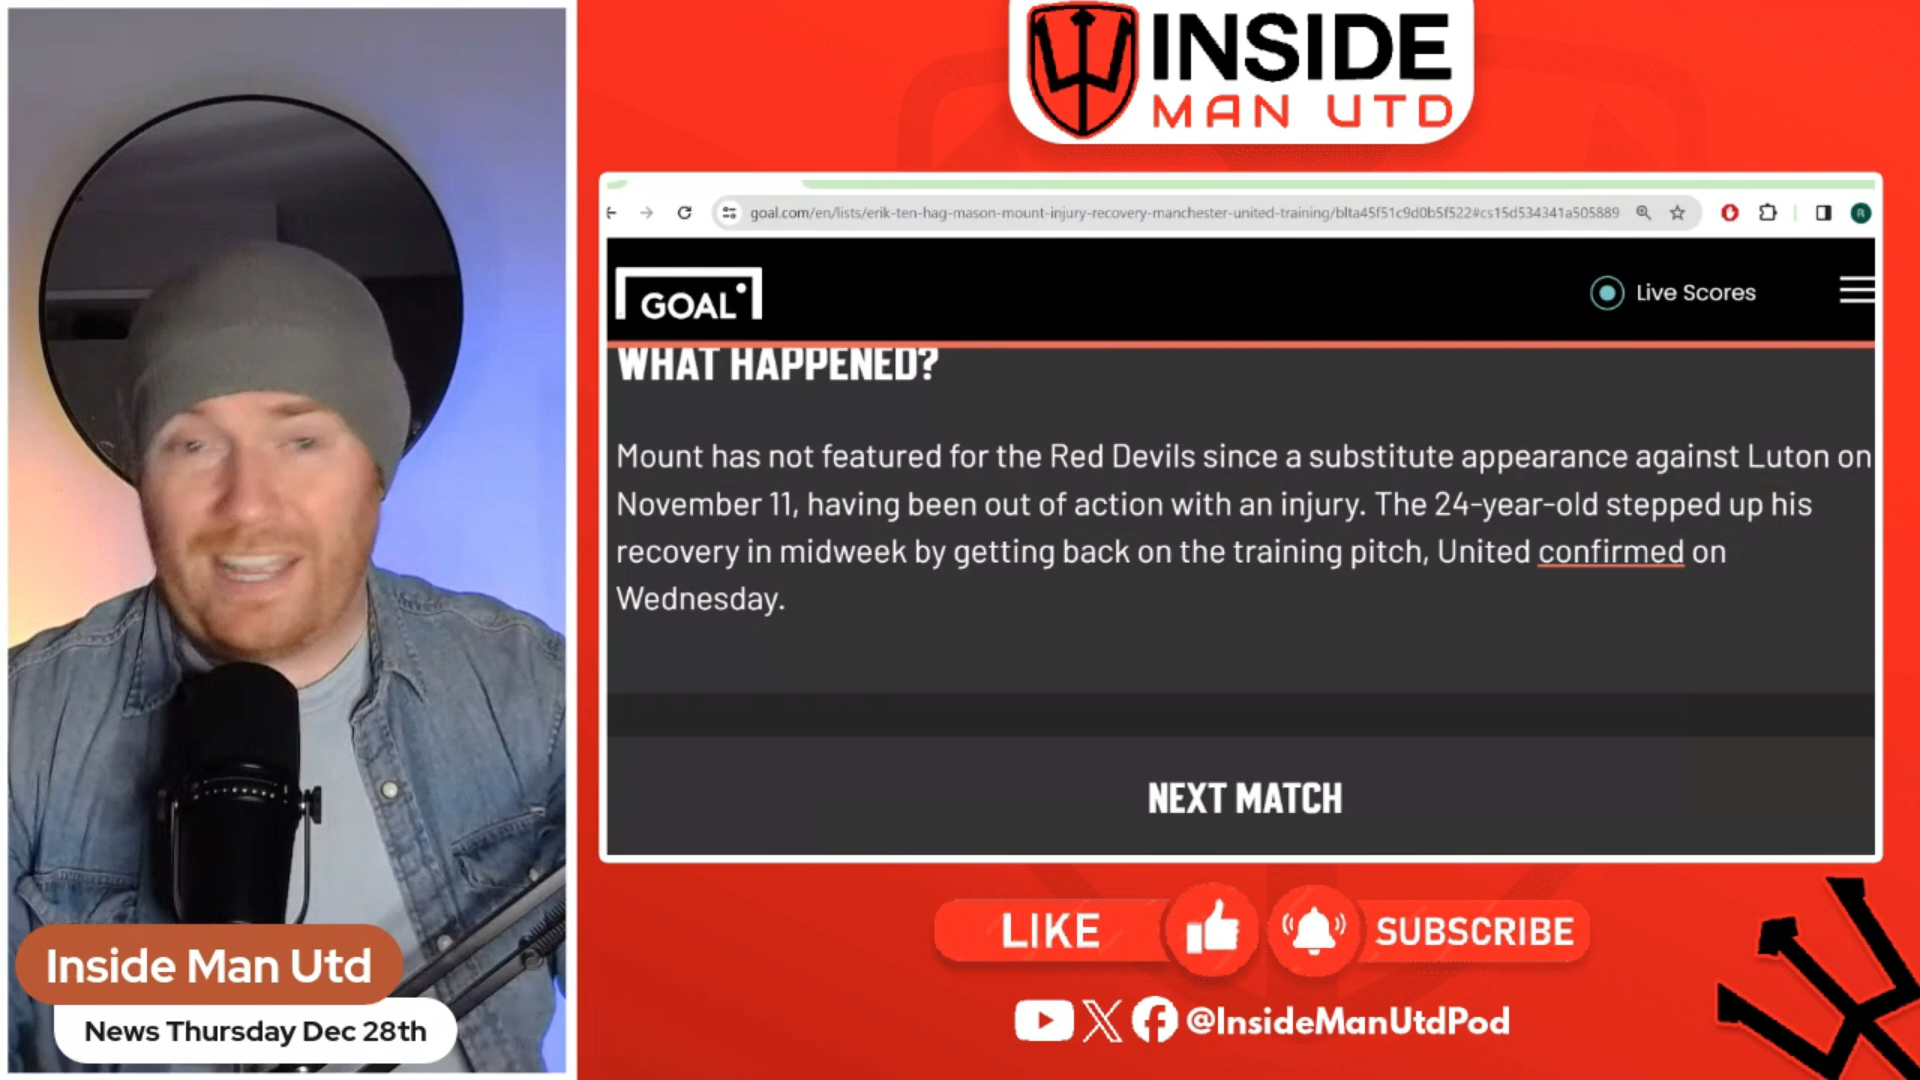 INSIDE
MAN UTD
goal.com/en/lists/erik-ten-hag-mason-mount-injury-recovery-manchester-united-training/blta45f51c9d0b5f522#cs15d534341a505889
R
GOAL
Live Scores
WHAT HAPPENED?
Mount has not featured for the Red Devils since a substitute appearance against Luton on
November 11, having been out of action with an injury. The 24-year-old stepped up his
recovery in midweek by getting back on the training pitch, United confirmed on
Wednesday.
NEXT MATCH
LIKE
SUBSCRIBE
@InsideManUtdPod
Inside Man Utd
News Thursday Dec 28th